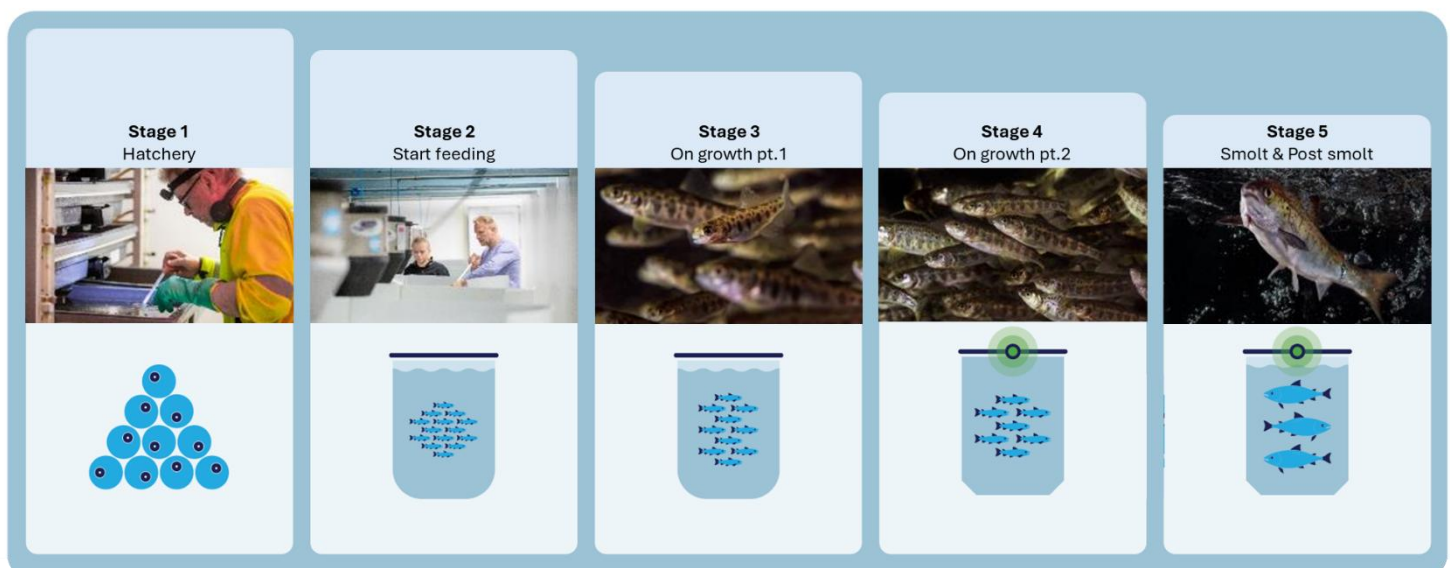 Stage 1
Hatchery
Stage 2
Start feeding
Stage 3
On growth pt.1
Stage 4
On growth pt.2
Stage 5
Smolt & Post smolt